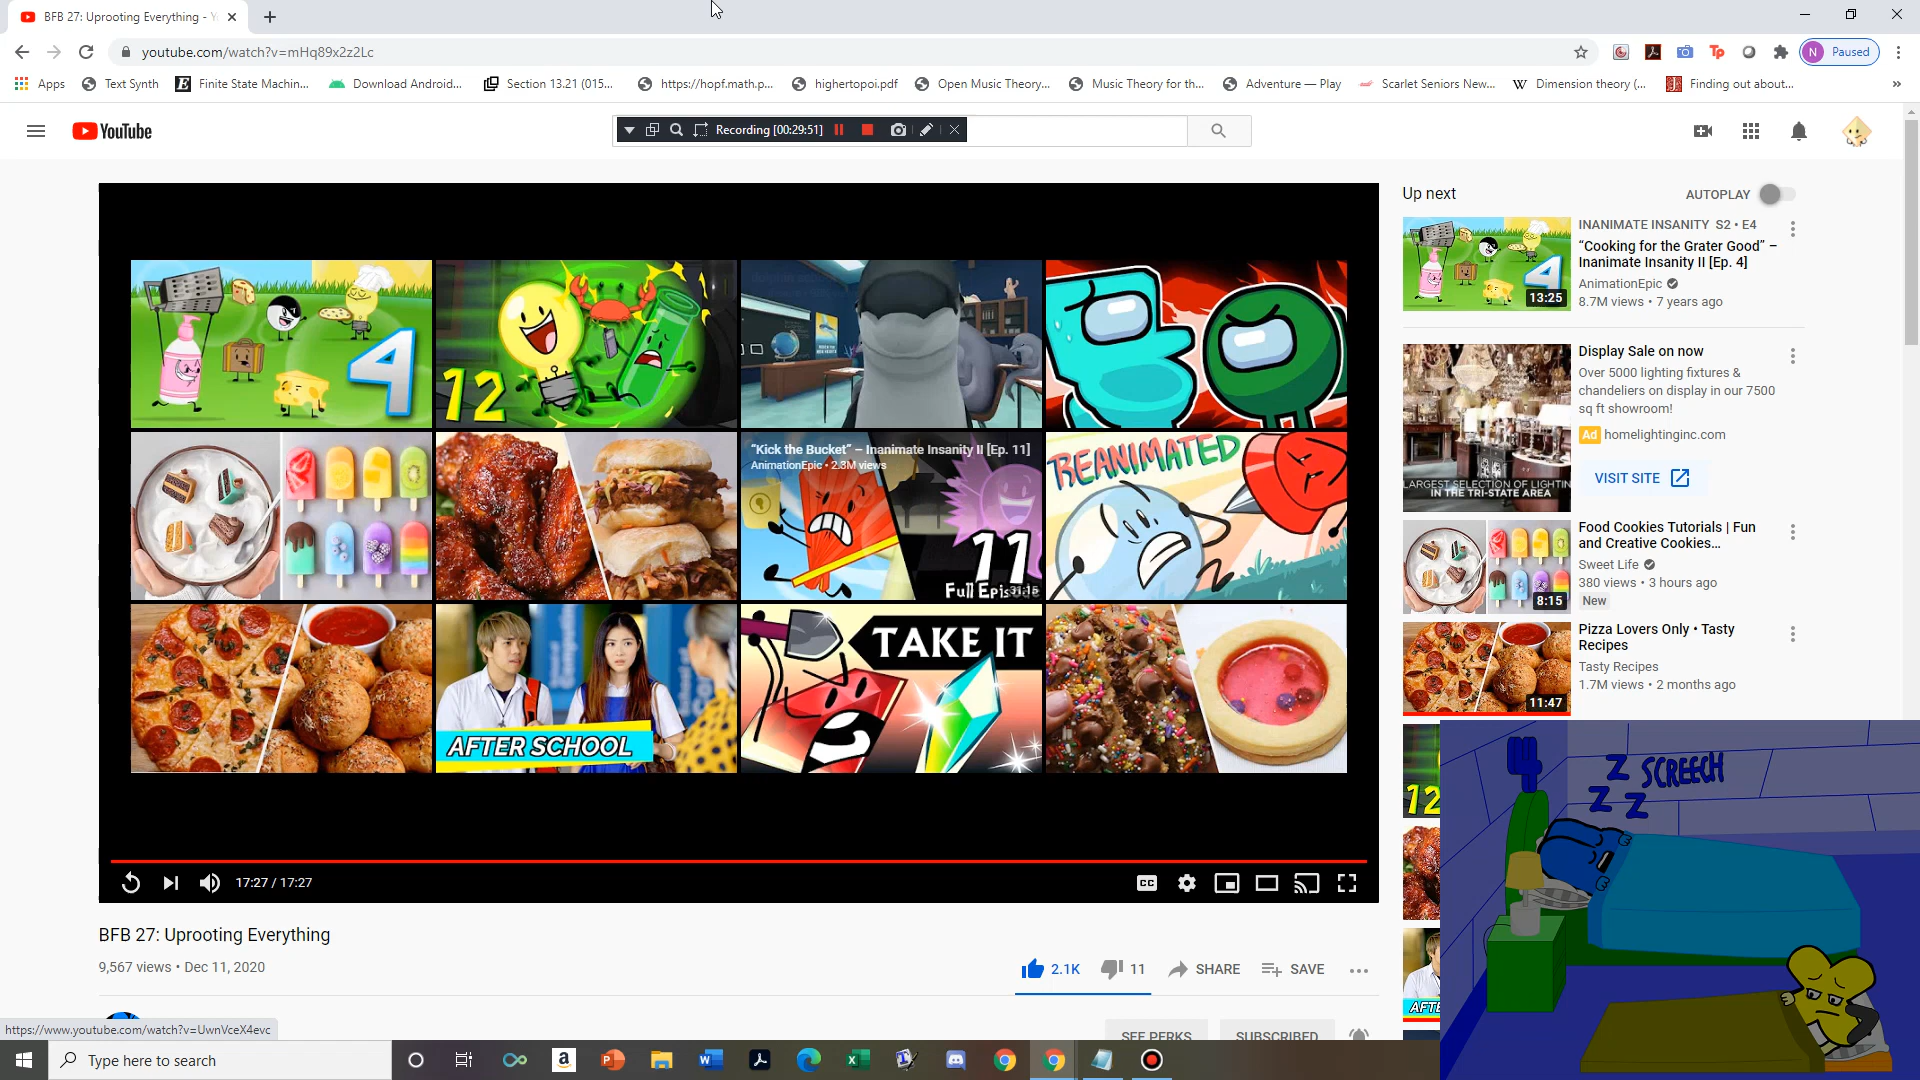 BFB 27: Uprooting Everything - Y
youtube.com/watch?v=mHq89x2z2Lc
N Paused
Apps Text Synth Finite State Machin... Download Android... Section 13.21 (015... https://hopf.math.p... highertopoi.pdf Open Music Theory... Music Theory for th... Adventure — Play Scarlet Seniors New... Dimension theory (... Finding out about... »
YouTube
Recording [00:29:51]
4
12
"Kick the Bucket" – Inanimate Insanity II [Ep. 11]
AnimationEpic • 2.3M views
11
Full Episode
REANIMATED
AFTER SCHOOL
TAKE IT
17:27 / 17:27
CC
BFB 27: Uprooting Everything
9,567 views • Dec 11, 2020
2.1K 11 SHARE SAVE
SEE PERKS SUBSCRIBED
https://www.youtube.com/watch?v=UwnVceX4evc
Up next AUTOPLAY
4
13:25
INANIMATE INSANITY S2 • E4
“Cooking for the Grater Good” –
Inanimate Insanity II [Ep. 4]
AnimationEpic
8.7M views • 7 years ago
LARGEST SELECTION OF LIGHTIN
IN THE TRI-STATE AREA
Display Sale on now
Over 5000 lighting fixtures &
chandeliers on display in our 7500
sq ft showroom!
Ad homelightinginc.com
VISIT SITE
8:15
Food Cookies Tutorials | Fun
and Creative Cookies...
Sweet Life
380 views • 3 hours ago
New
11:47
Pizza Lovers Only • Tasty
Recipes
Tasty Recipes
1.7M views • 2 months ago
12
AFTE
Z SCREECH
Z Z
Type here to search